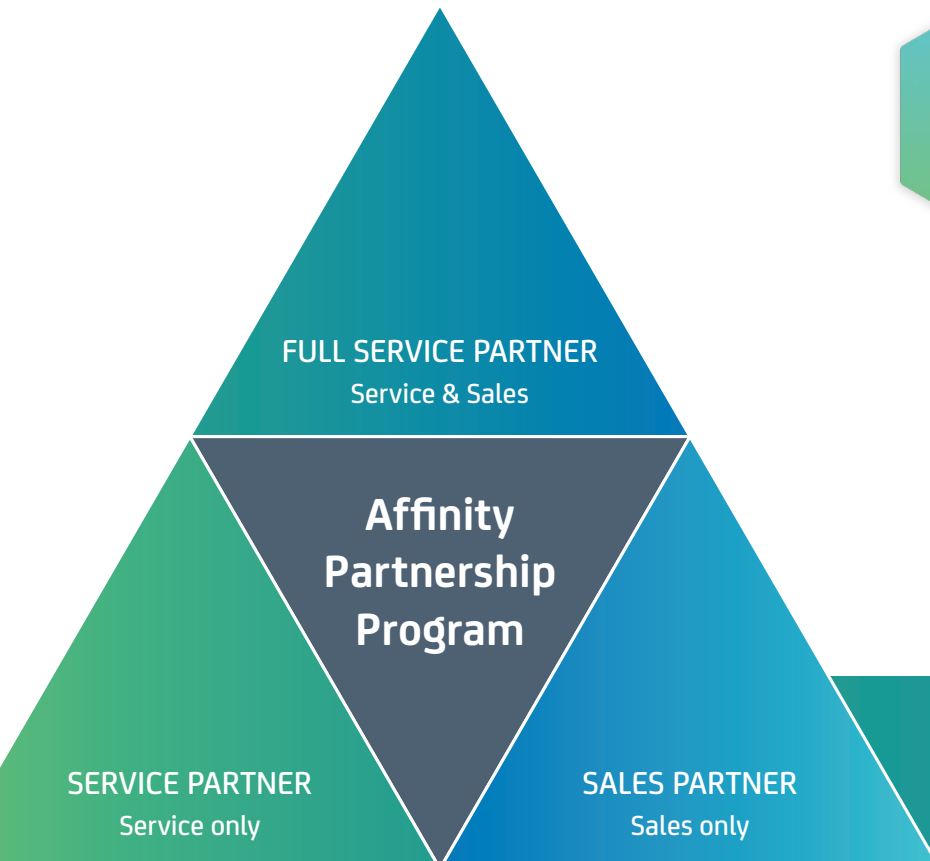 FULL SERVICE PARTNER
Service & Sales
Affinity
Partnership
Program
SERVICE PARTNER
Service only
SALES PARTNER
Sales only